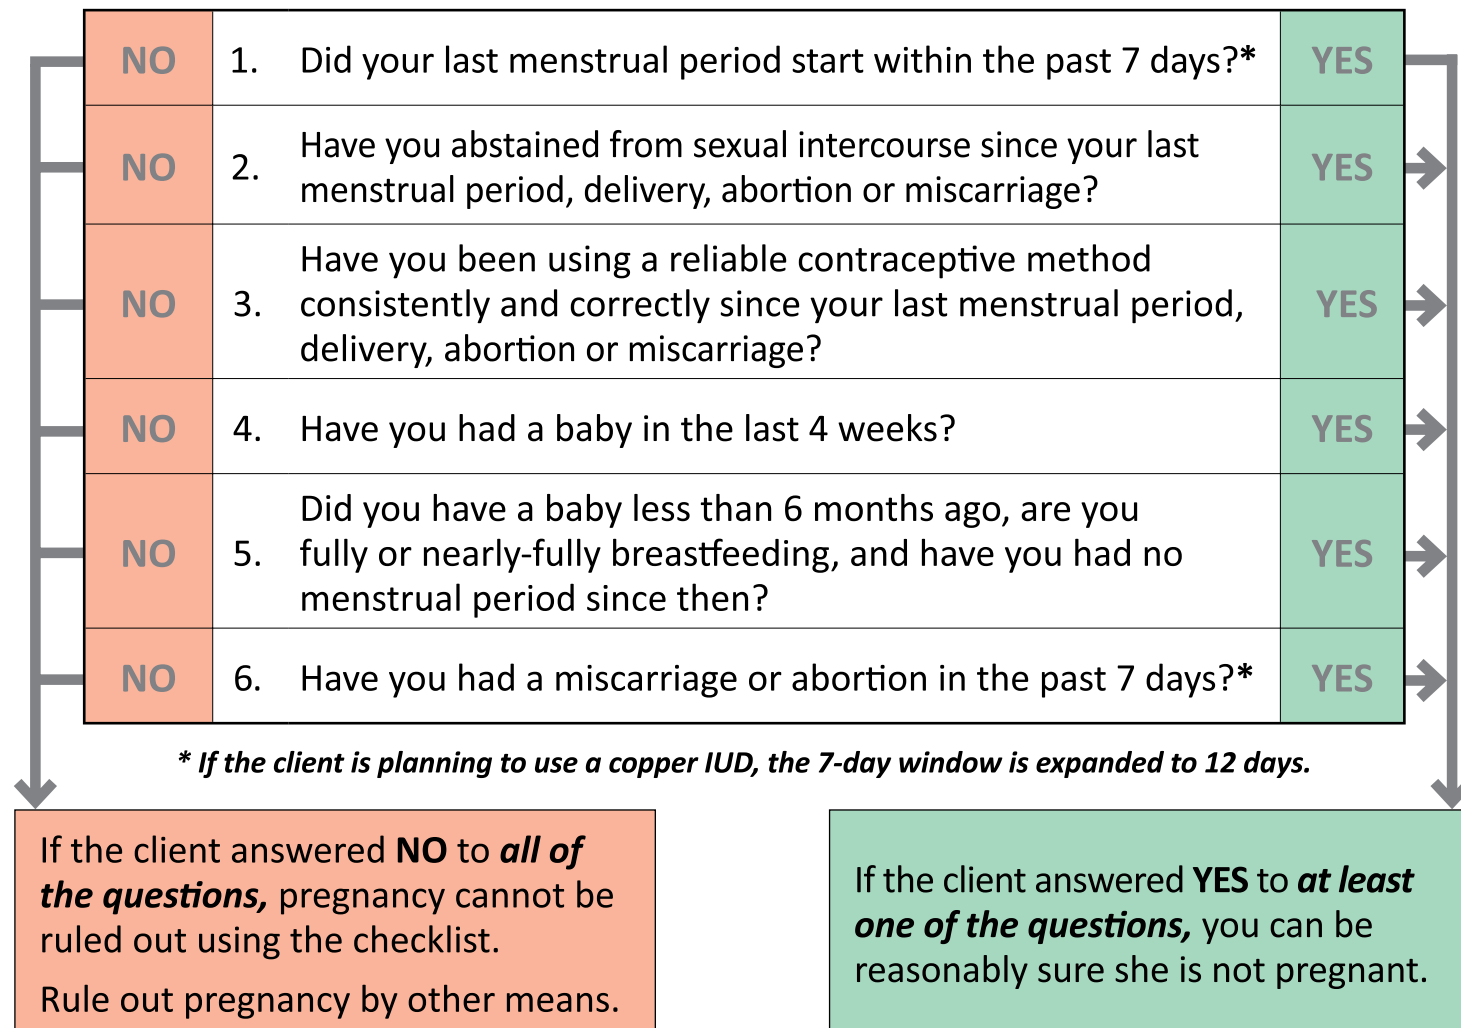 NO 1. Did your last menstrual period start within the past 7 days?* YES
Have you abstained from sexual intercourse since your last
NO 2. menstrual period, delivery, abortion or miscarriage? YES
Have you been using a reliable contraceptive method
NO 3. consistently and correctly since your last menstrual period, YES
delivery, abortion or miscarriage?
NO 4. Have you had a baby in the last 4 weeks? YES
Did you have a baby less than 6 months ago, are you
NO 5. fully or nearly-fully breastfeeding, and have you had no YES
menstrual period since then?
NO 6. Have you had a miscarriage or abortion in the past 7 days?* YES
* If the client is planning to use a copper IUD, the 7-day window is expanded to 12 days.
If the client answered NO to all of
the questions, pregnancy cannot be
ruled out using the checklist.
Rule out pregnancy by other means.
If the client answered YES to at least
one of the questions, you can be
reasonably sure she is not pregnant.